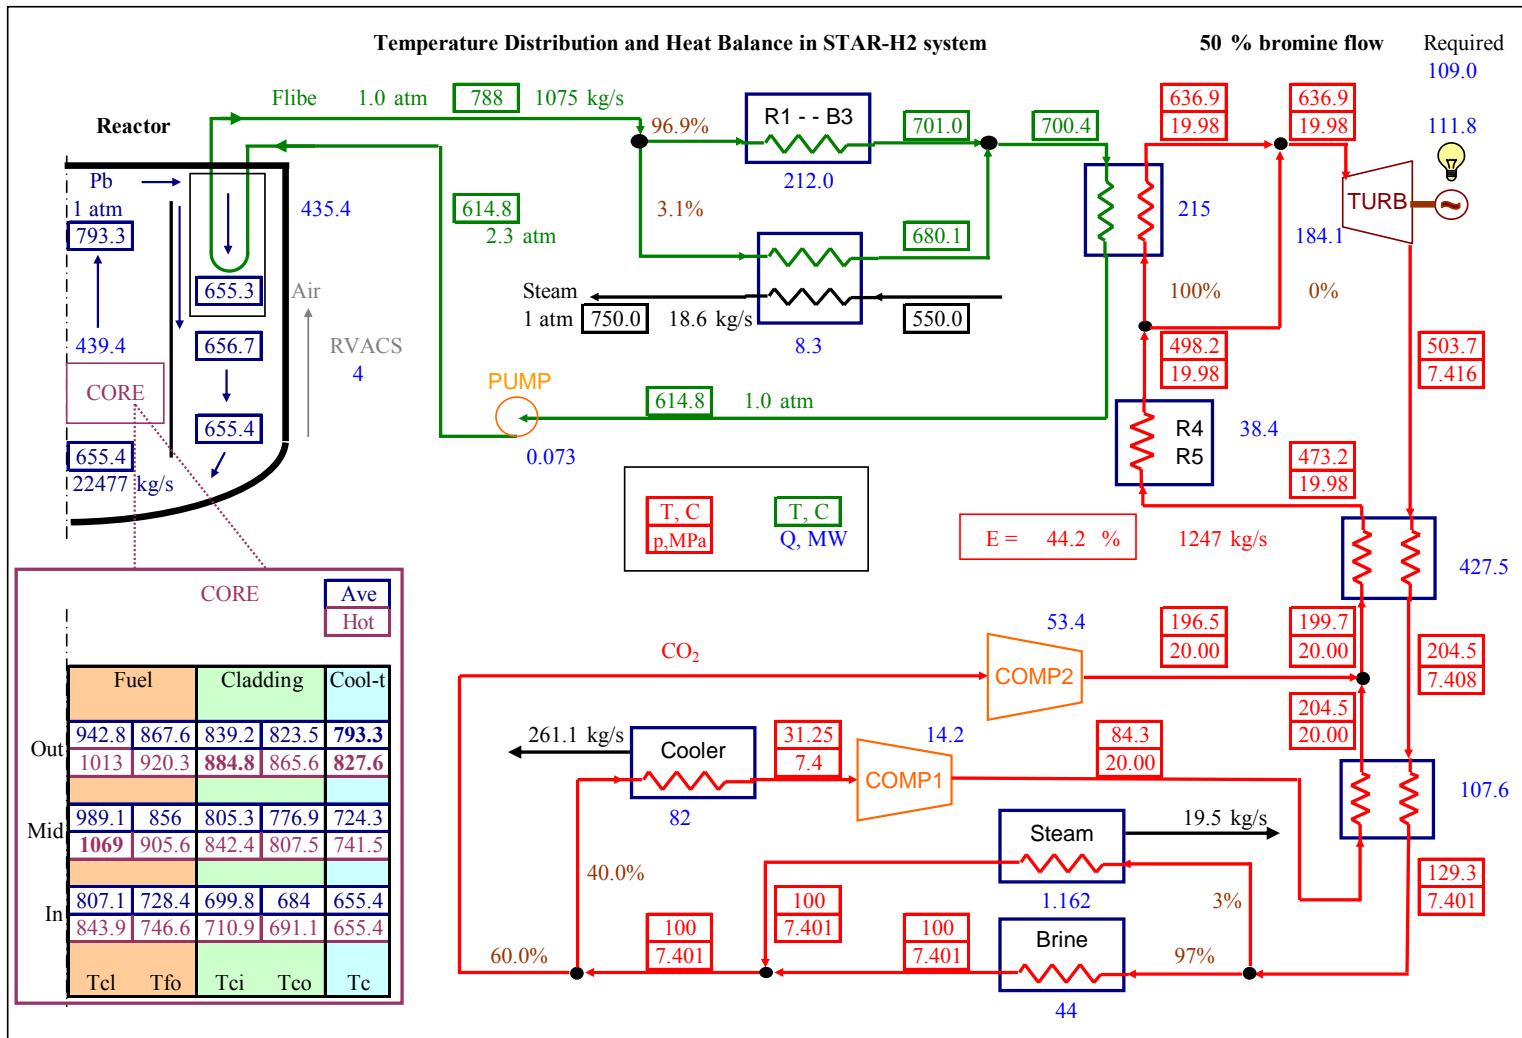 Temperature Distribution and Heat Balance in STAR-H2 system
50 % bromine flow
Required
109.0
111.8
Flibe 1.0 atm 788 1075 kg/s
Reactor
Pb
1 atm
793.3
439.4
CORE
655.4
22477 kg/s
655.3
656.7
655.4
435.4
Air
RVACS
4
614.8
2.3 atm
96.9%
3.1%
R1 - - B3
212.0
701.0
700.4
680.1
Steam
1 atm
750.0
18.6 kg/s
550.0
8.3
PUMP
0.073
614.8 1.0 atm
636.9
19.98
636.9
19.98
215
184.1
TURB
~
100%
0%
498.2
19.98
503.7
7.416
R4
R5
38.4
473.2
19.98
T, C
p,MPa
T, C
Q, MW
E = 44.2 %
1247 kg/s
427.5
CO2
53.4
COMP2
196.5
20.00
199.7
20.00
204.5
7.408
204.5
20.00
261.1 kg/s
Cooler
82
31.25
7.4
14.2
COMP1
84.3
20.00
107.6
Steam
19.5 kg/s
1.162
3%
129.3
7.401
40.0%
60.0%
100
7.401
100
7.401
100
7.401
Brine
97%
44
CORE
Ave
Hot
Fuel Cladding Cool-t
Out
942.8 867.6 839.2 823.5 793.3
1013 920.3 884.8 865.6 827.6
Mid
989.1 856 805.3 776.9 724.3
1069 905.6 842.4 807.5 741.5
In
807.1 728.4 699.8 684 655.4
843.9 746.6 710.9 691.1 655.4
Tcl Tfo Tci Tco Tc